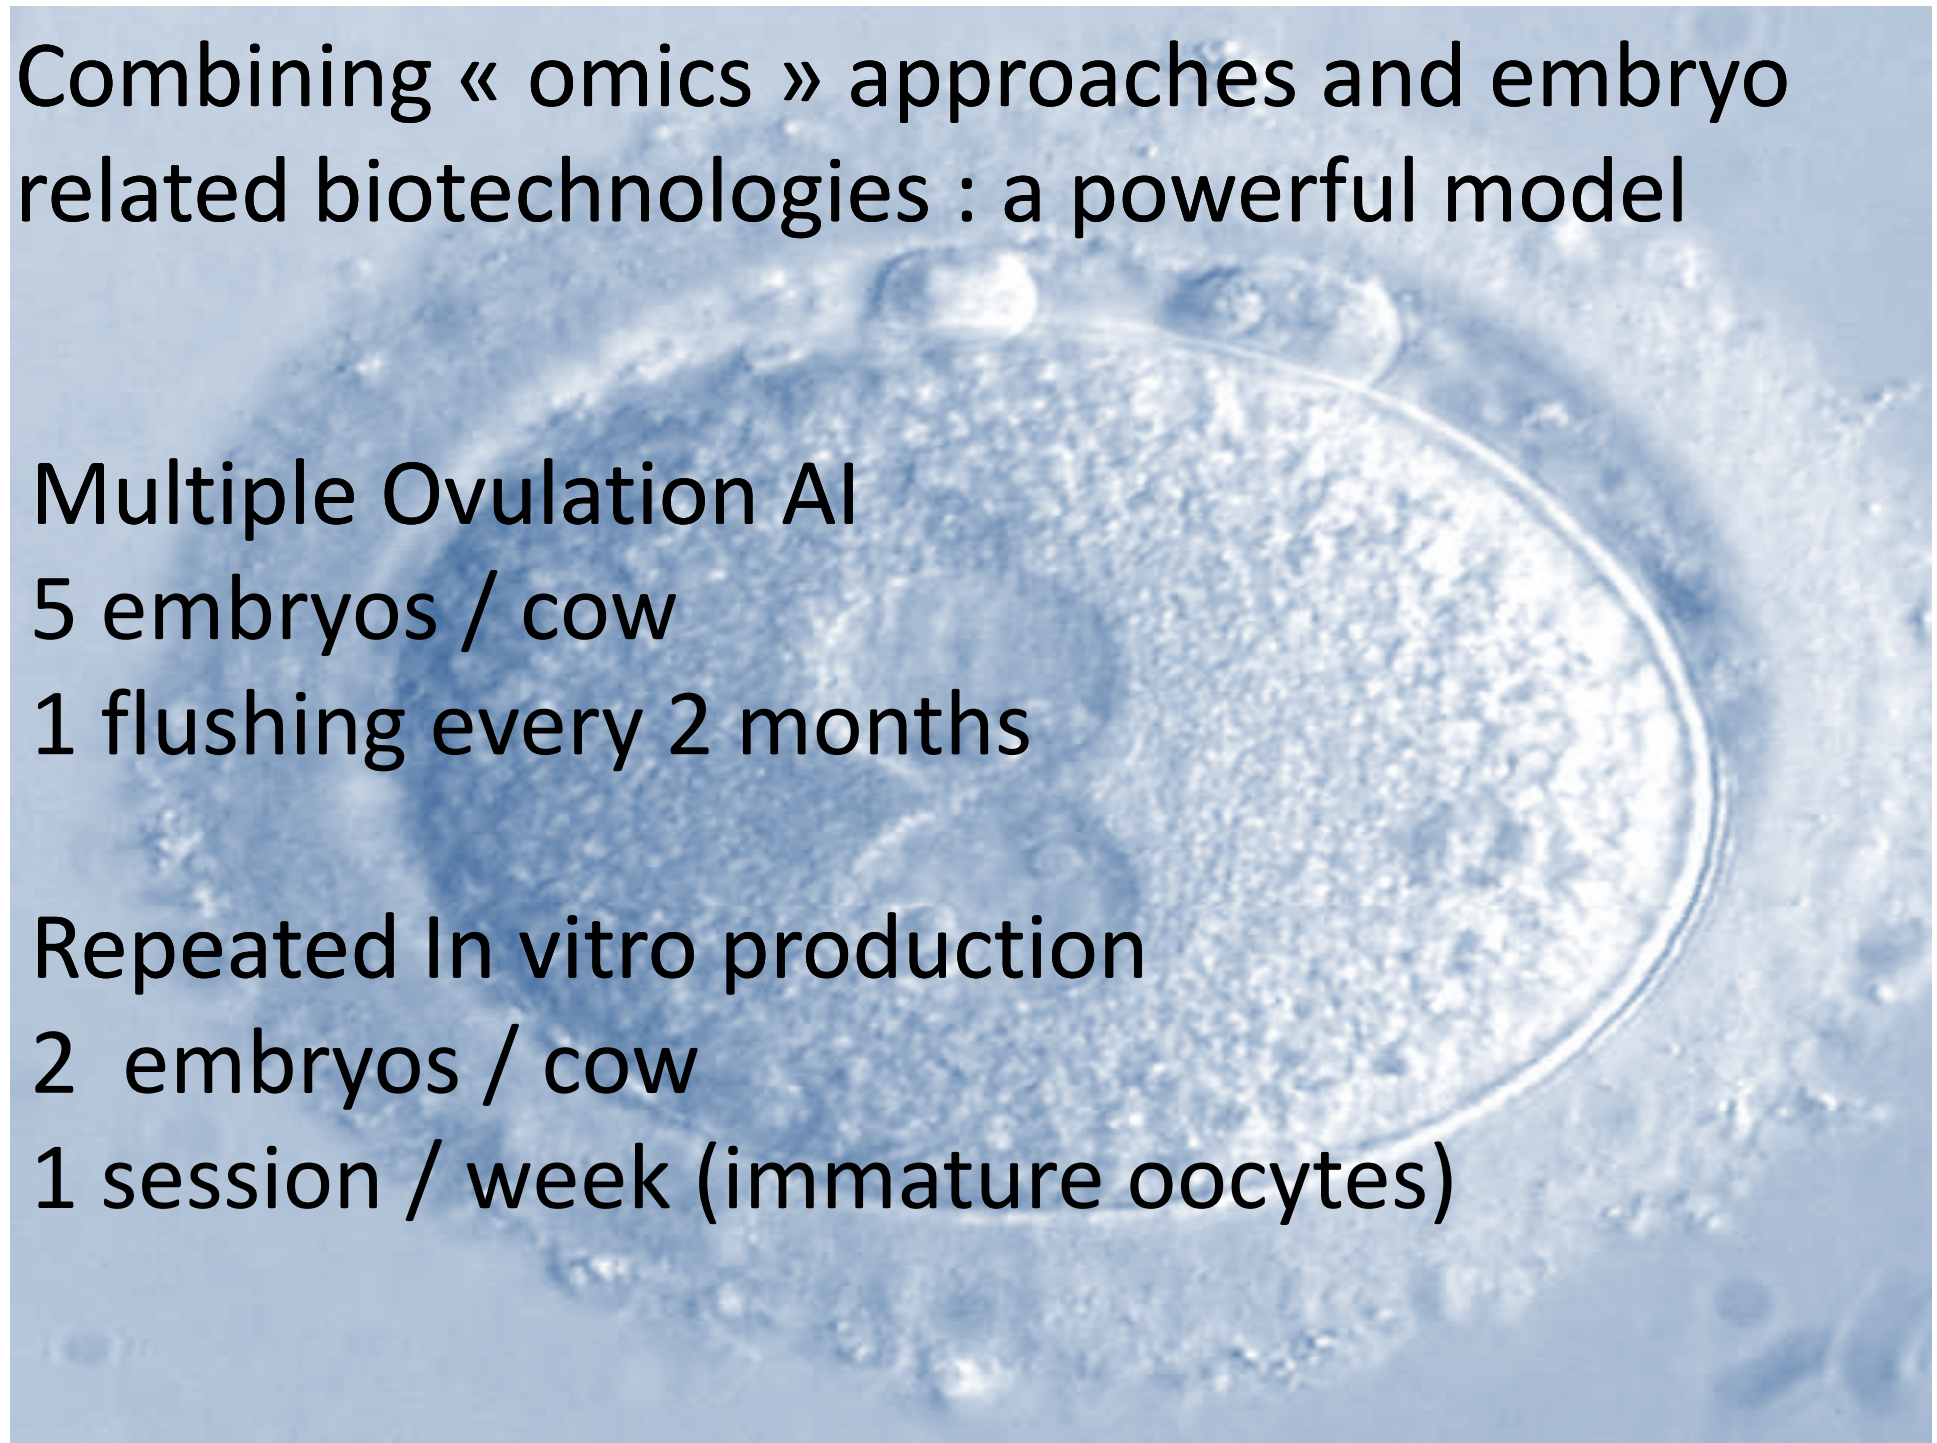 Combining « omics » approaches and embryo
related biotechnologies : a powerful model
Multiple Ovulation AI
5 embryos / cow
1 flushing every 2 months
Repeated In vitro production
2  embryos / cow
1 session / week (immature oocytes)